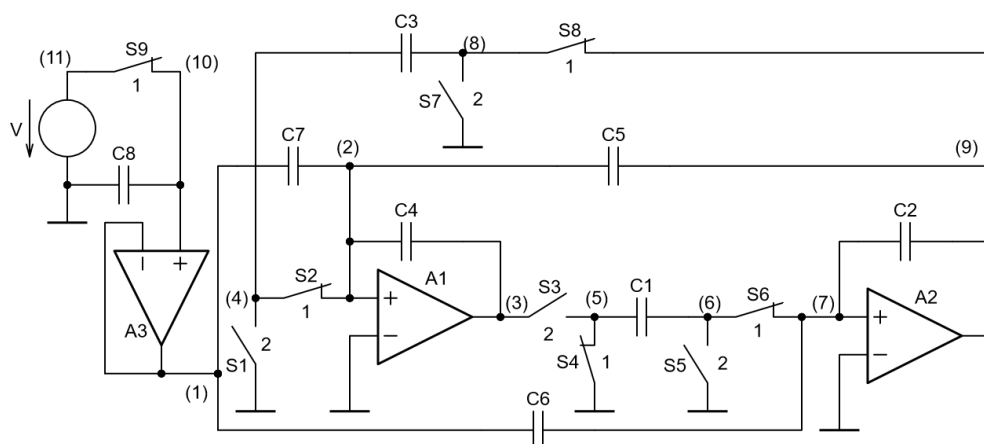 C3
(8)
S8
(11)
S9
(10)
1
1
S7
2
V
C8
C7
(2)
C5
(9)
C4
C2
− +
A3
(4)
S2
1
+
−
A1
(3)
S3
2
(5)
C1
(6)
S6
1
(7)
+
−
A2
S1
2
S4
1
S5
2
(1)
C6